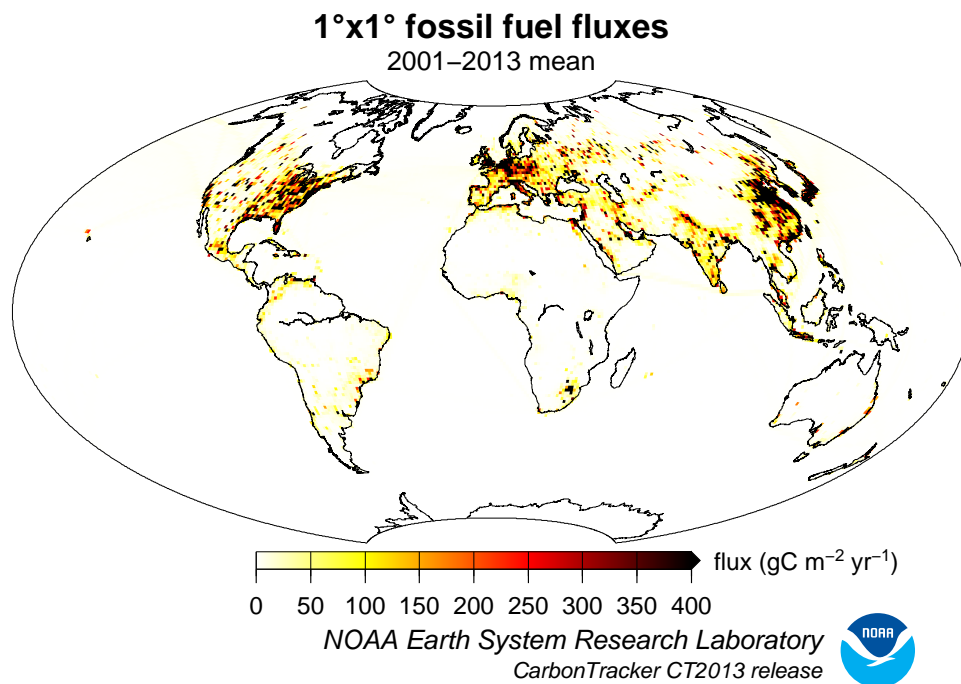 1°x1° fossil fuel fluxes
2001−2013 mean
flux (gC m⁻² yr⁻¹)
0 50 100 150 200 250 300 350 400
NOAA Earth System Research Laboratory
CarbonTracker CT2013 release
NOAA